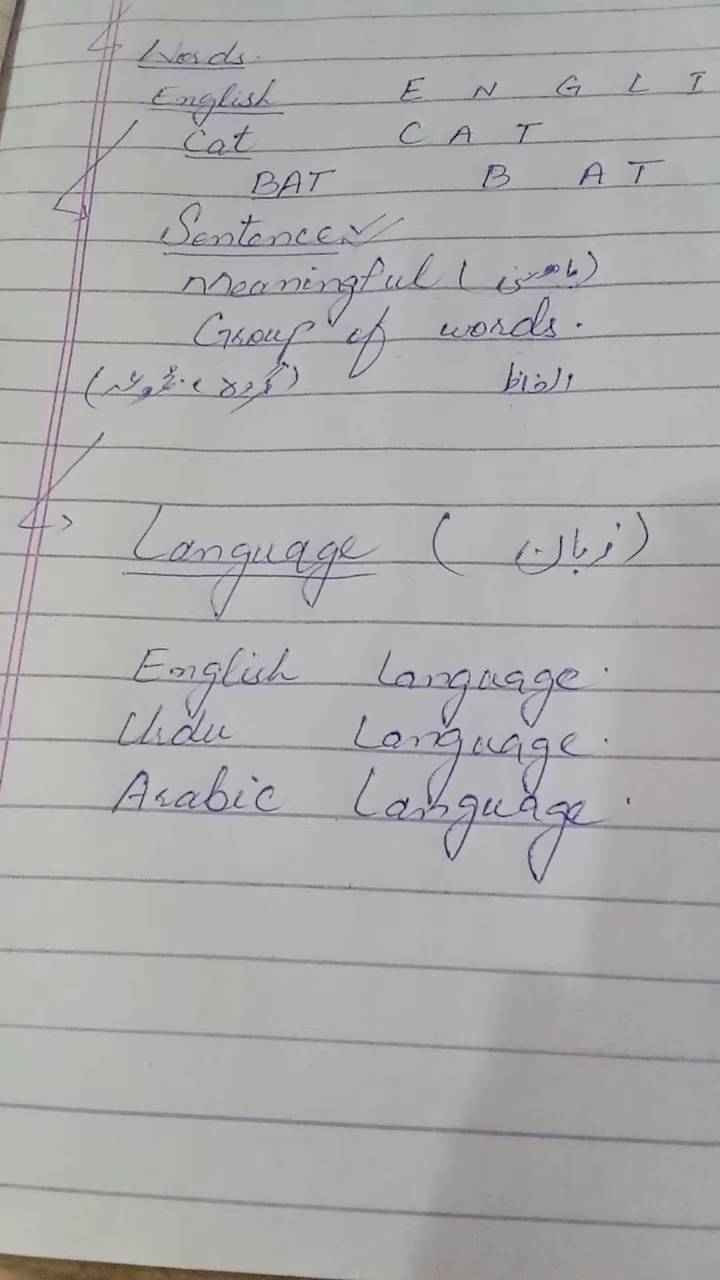 Words.
English E N G L I
Cat C A T
BAT B A T
Sentence
Meaningful (بامعنی)
Group of words.
(گروہ، مجموعہ) الفاظ
Language (زبان)
English Language.
Urdu Language.
Arabic Language.